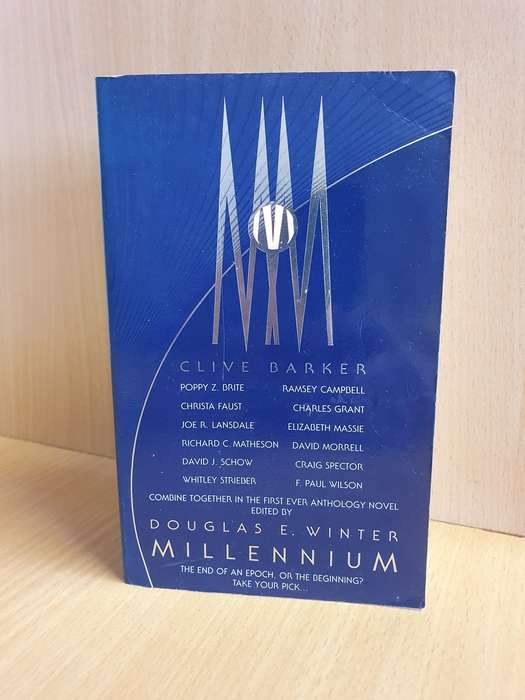 M
CLIVE BARKER
POPPY Z. BRITE RAMSEY CAMPBELL
CHRISTA FAUST CHARLES GRANT
JOE R. LANSDALE ELIZABETH MASSIE
RICHARD C. MATHESON DAVID MORRELL
DAVID J. SCHOW CRAIG SPECTOR
WHITLEY STRIEBER F. PAUL WILSON
COMBINE TOGETHER IN THE FIRST EVER ANTHOLOGY NOVEL
EDITED BY
DOUGLAS E. WINTER
MILLENNIUM
THE END OF AN EPOCH, OR THE BEGINNING?
TAKE YOUR PICK...